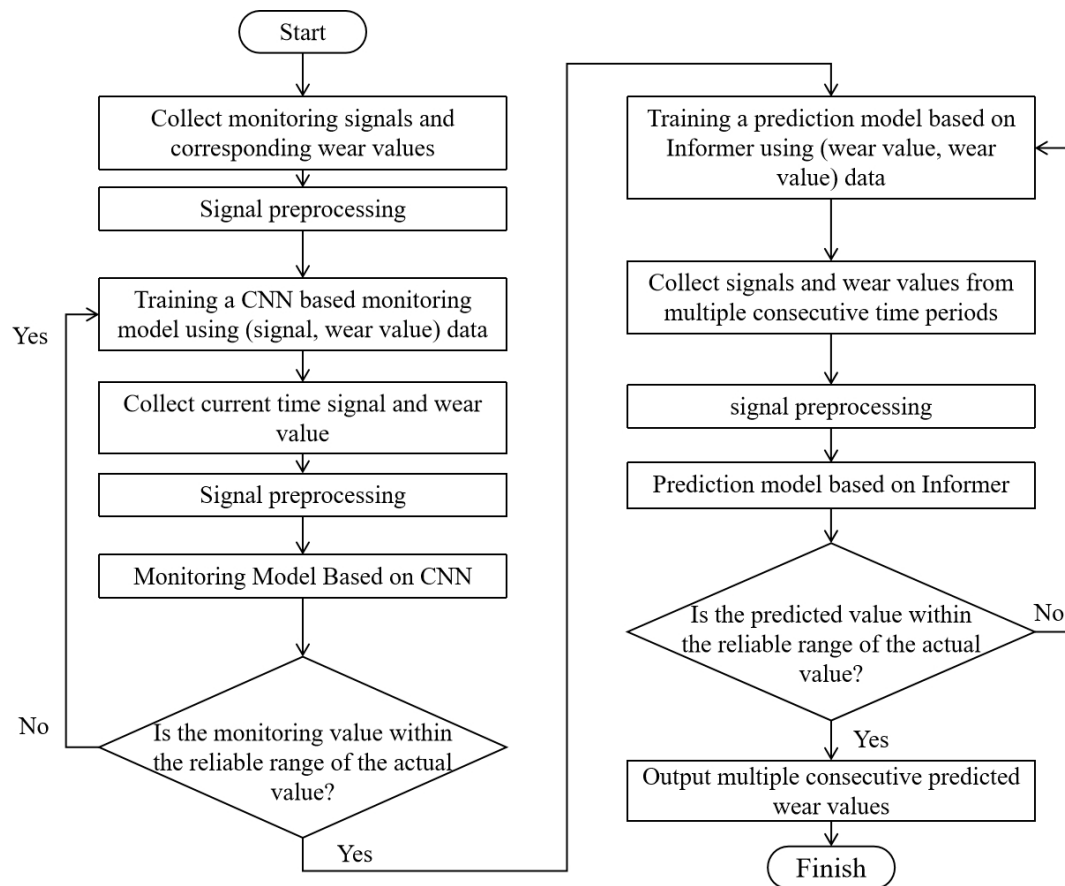 Start
Collect monitoring signals and
corresponding wear values
Signal preprocessing
Training a CNN based monitoring
model using (signal, wear value) data
Yes
Collect current time signal and wear
value
Signal preprocessing
Monitoring Model Based on CNN
No
Is the monitoring value within
the reliable range of the actual
value?
Yes
Training a prediction model based on
Informer using (wear value, wear
value) data
Collect signals and wear values from
multiple consecutive time periods
signal preprocessing
Prediction model based on Informer
Is the predicted value within
the reliable range of the actual
value?
No
Yes
Output multiple consecutive predicted
wear values
Finish